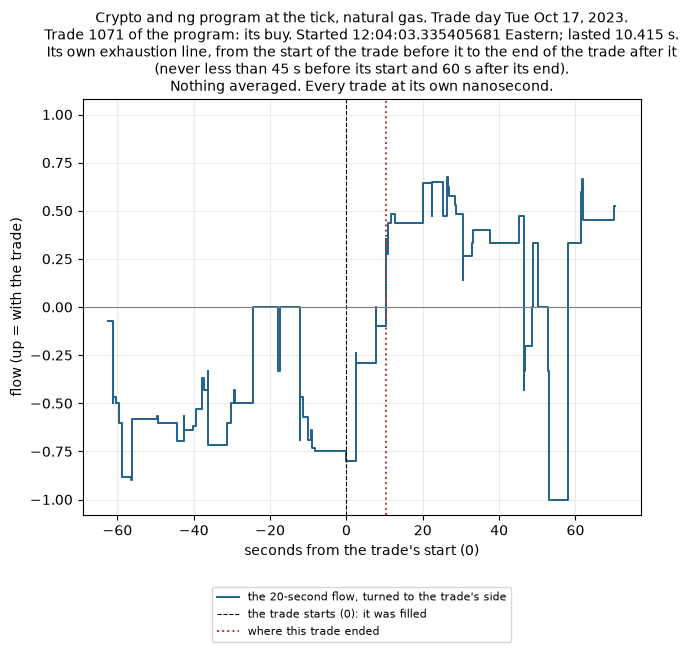 Crypto and ng program at the tick, natural gas. Trade day Tue Oct 17, 2023.
Trade 1071 of the program: its buy. Started 12:04:03.335405681 Eastern; lasted 10.415 s.
Its own exhaustion line, from the start of the trade before it to the end of the trade after it
(never less than 45 s before its start and 60 s after its end).
Nothing averaged. Every trade at its own nanosecond.
1.00
0.75
0.50
0.25
0.00
−0.25
−0.50
−0.75
−1.00
flow (up = with the trade)
−60
−40
−20
0
20
40
60
seconds from the trade's start (0)
the 20-second flow, turned to the trade's side
the trade starts (0): it was filled
where this trade ended